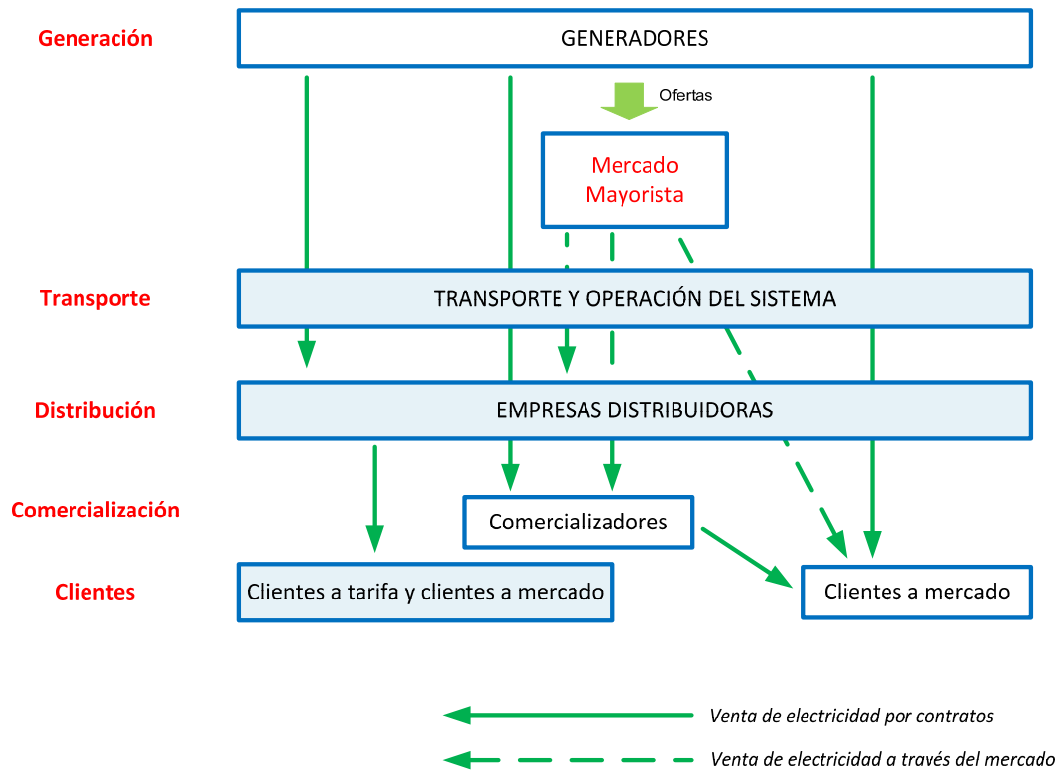 Generación
GENERADORES
Ofertas
Mercado
Mayorista
Transporte
TRANSPORTE Y OPERACIÓN DEL SISTEMA
Distribución
EMPRESAS DISTRIBUIDORAS
Comercialización
Comercializadores
Clientes
Clientes a tarifa y clientes a mercado
Clientes a mercado
Venta de electricidad por contratos
Venta de electricidad a través del mercado